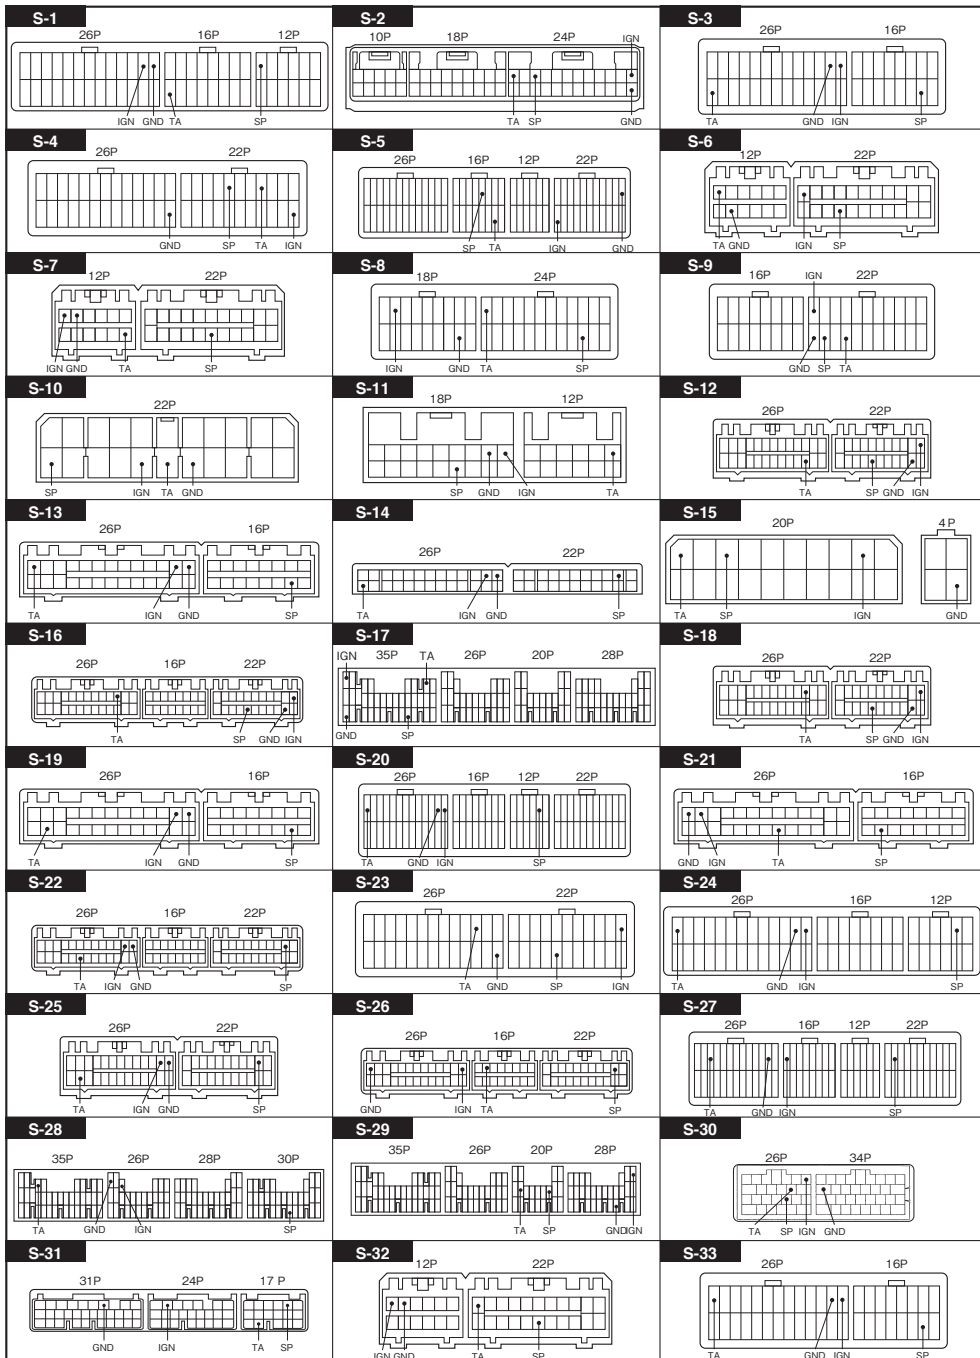 S-1
26P 16P 12P
IGN GND TA SP
S-2
10P 18P 24P IGN
TA SP GND
S-3
26P 16P
TA GND IGN SP
S-4
26P 22P
GND SP TA IGN
S-5
26P 16P 12P 22P
SP TA IGN GND
S-6
12P 22P
TA GND IGN SP
S-7
12P 22P
IGN GND TA SP
S-8
18P 24P
IGN GND TA SP
S-9
16P IGN 22P
GND SP TA
S-10
22P
SP IGN TA GND
S-11
18P 12P
SP GND IGN TA
S-12
26P 22P
TA SP GND IGN
S-13
26P 16P
TA IGN GND SP
S-14
26P 22P
TA IGN GND SP
S-15
20P 4P
TA SP IGN GND
S-16
26P 16P 22P
TA SP GND IGN
S-17
IGN 35P TA 26P 20P 28P
GND SP
S-18
26P 22P
TA SP GND IGN
S-19
26P 16P
TA IGN GND SP
S-20
26P 16P 12P 22P
TA GND IGN SP
S-21
26P 16P
GND IGN TA SP
S-22
26P 16P 22P
TA IGN GND SP
S-23
26P 22P
TA GND SP IGN
S-24
26P 16P 12P
TA GND IGN SP
S-25
26P 22P
TA IGN GND SP
S-26
26P 16P 22P
GND IGN TA SP
S-27
26P 16P 12P 22P
TA GND IGN SP
S-28
35P 26P 28P 30P
TA GND IGN SP
S-29
35P 26P 20P 28P
TA SP GND IGN
S-30
26P 34P
TA SP IGN GND
S-31
31P 24P 17 P
GND IGN TA SP
S-32
12P 22P
IGN GND TA SP
S-33
26P 16P
TA GND IGN SP